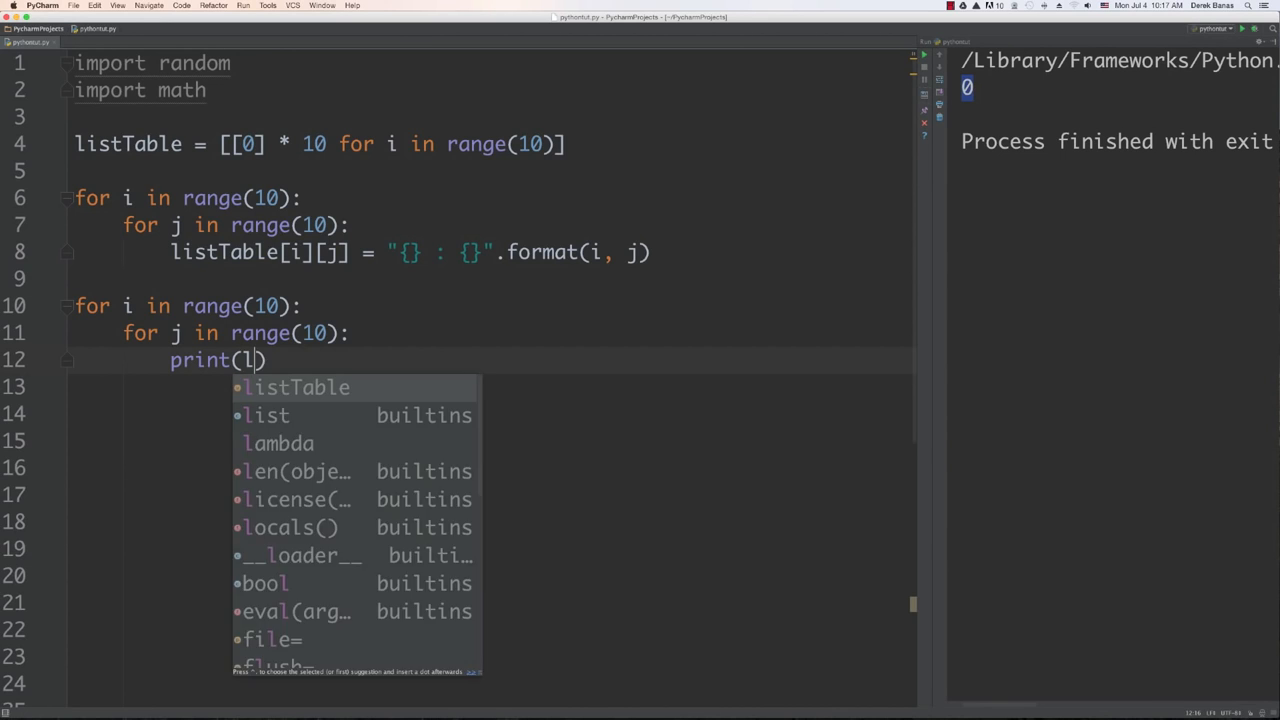 PyCharm File Edit View Navigate Code Refactor Run Tools VCS Window Help 10 Mon Jul 4 10:17 AM Derek Banas
pythontut.py - PycharmProjects - [~/PycharmProjects]
PycharmProjects pythontut.py pythontut
pythontut.py Run pythontut
1 import random
2 import math
3
4 listTable = [[0] * 10 for i in range(10)]
5
6 for i in range(10):
7 for j in range(10):
8 listTable[i][j] = "{} : {}".format(i, j)
9
10 for i in range(10):
11 for j in range(10):
12 print(l)
13
14
15
16
17
18
19
20
21
22
23
24
25
listTable
list builtins
lambda
len(obje… builtins
license(… builtins
locals() builtins
__loader__ builti…
bool builtins
eval(arg… builtins
file=
flush=
Press ^. to choose the selected (or first) suggestion and insert a dot afterwards >>
/Library/Frameworks/Python.
0
Process finished with exit
12:16 LF÷ UTF-8÷